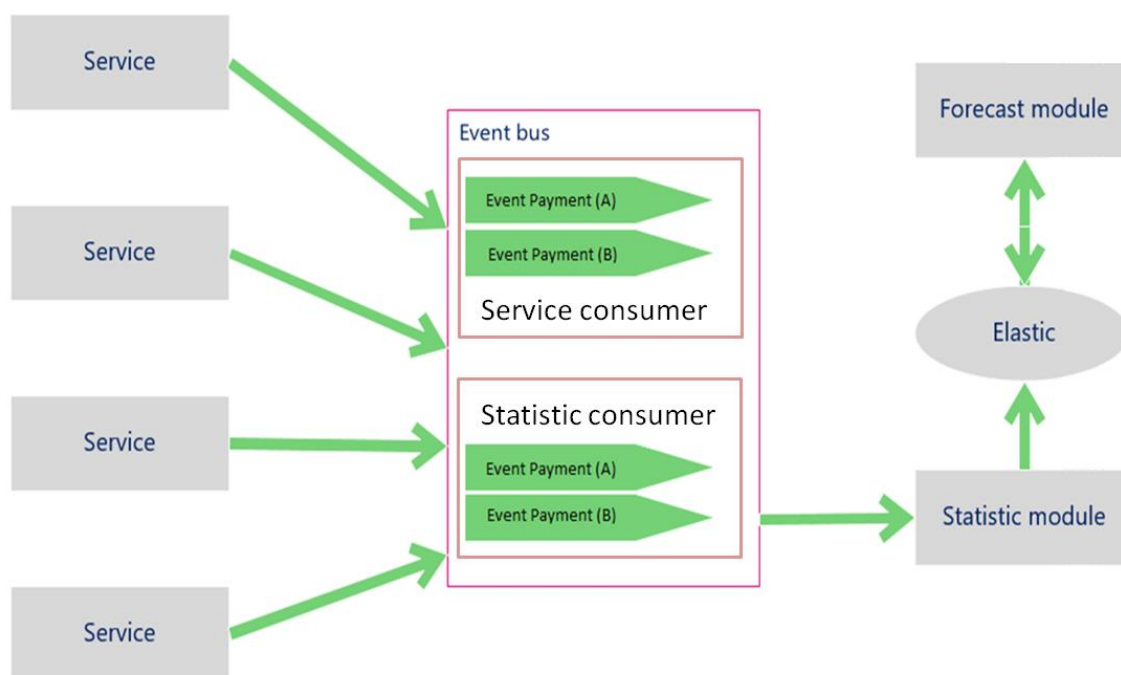 Service
Service
Service
Service
Event bus
Event Payment (A)
Event Payment (B)
Service consumer
Statistic consumer
Event Payment (A)
Event Payment (B)
Forecast module
Elastic
Statistic module